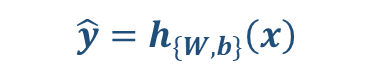 ŷ = h_{W,b}(x)